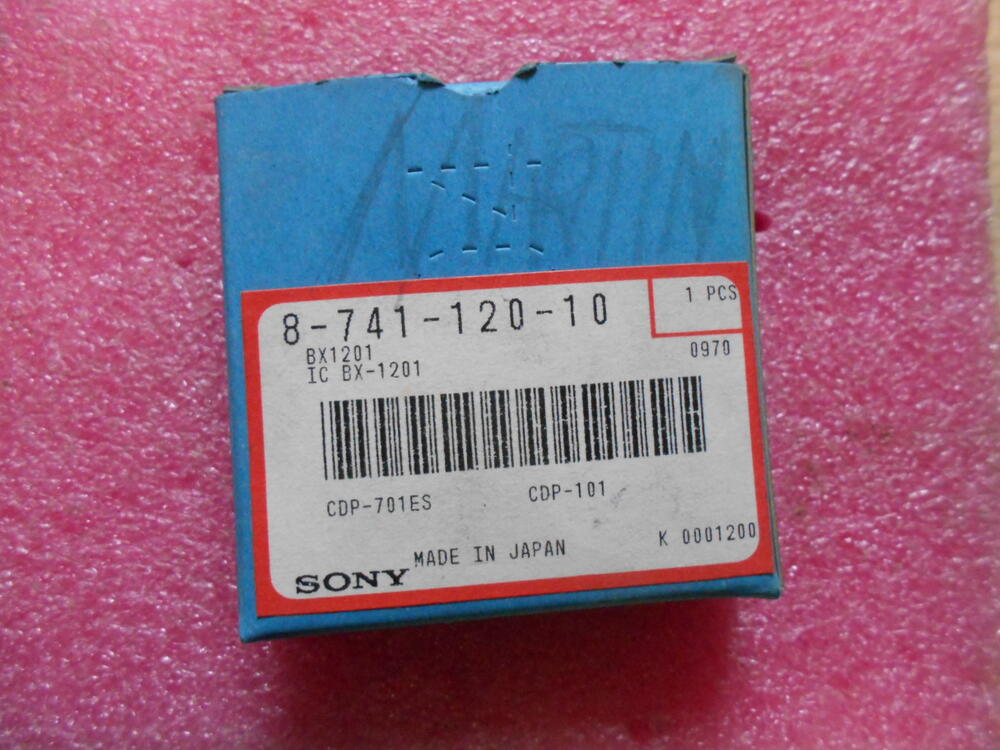 MARTIN
8-741-120-10
1 PCS
BX1201
0970
IC BX-1201
CDP-701ES CDP-101
K 0001200
MADE IN JAPAN
SONY